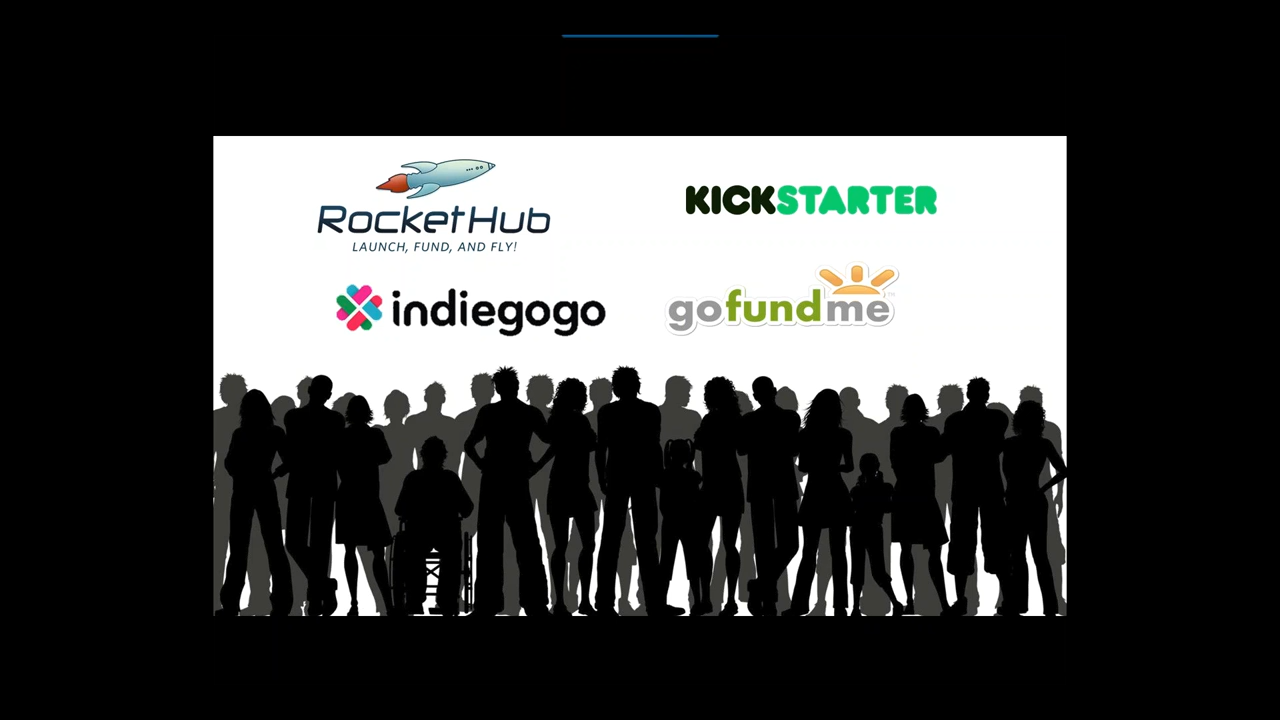 RocketHub
LAUNCH, FUND, AND FLY!
KICKSTARTER
indiegogo
gofundme